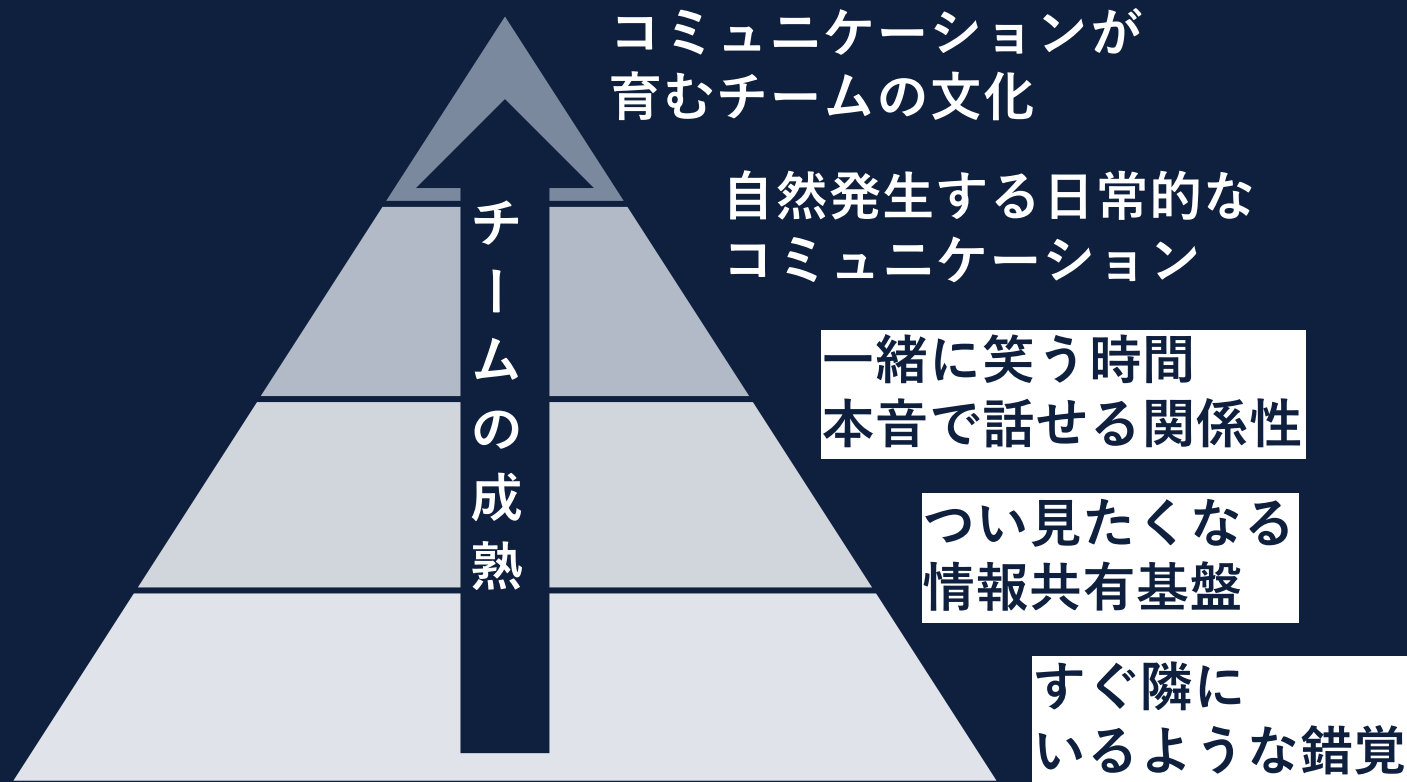 コミュニケーションが
育むチームの文化
自然発生する日常的な
コミュニケーション
一緒に笑う時間
本音で話せる関係性
つい見たくなる
情報共有基盤
すぐ隣に
いるような錯覚
チームの成熟